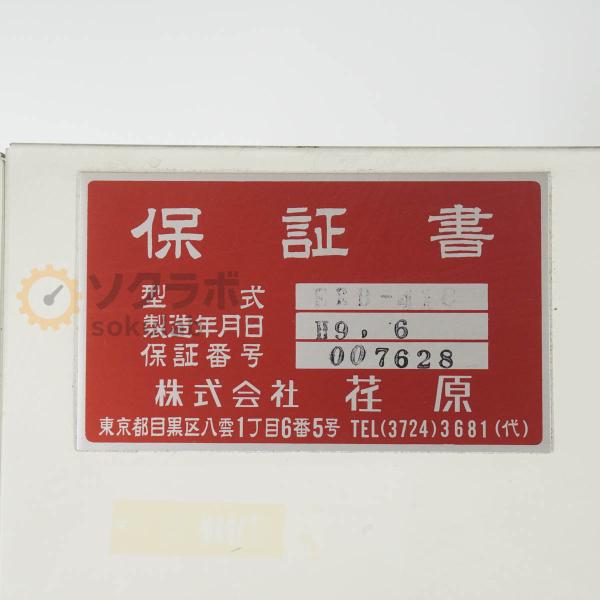 保証書
型式
製造年月日 H9. 6
保証番号 007628
株式会社 荏原
東京都目黒区八雲1丁目6番5号 TEL(3724)3681(代)
ソクラボ